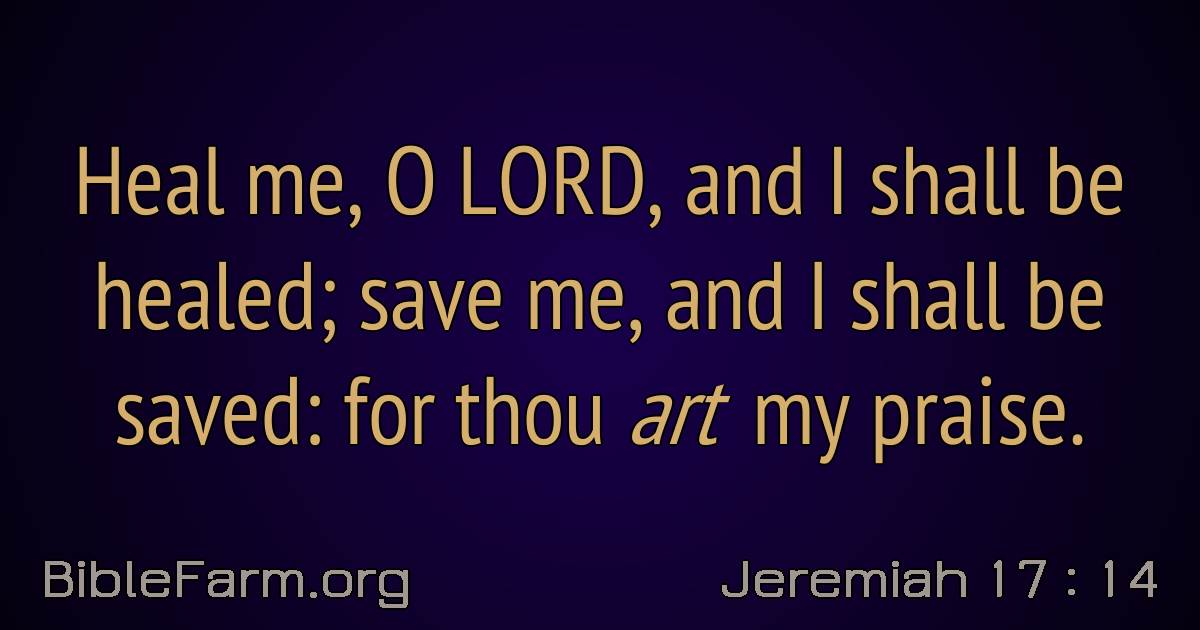 Heal me, O LORD, and I shall be
healed; save me, and I shall be
saved: for thou art my praise.
BibleFarm.org
Jeremiah 17 : 14